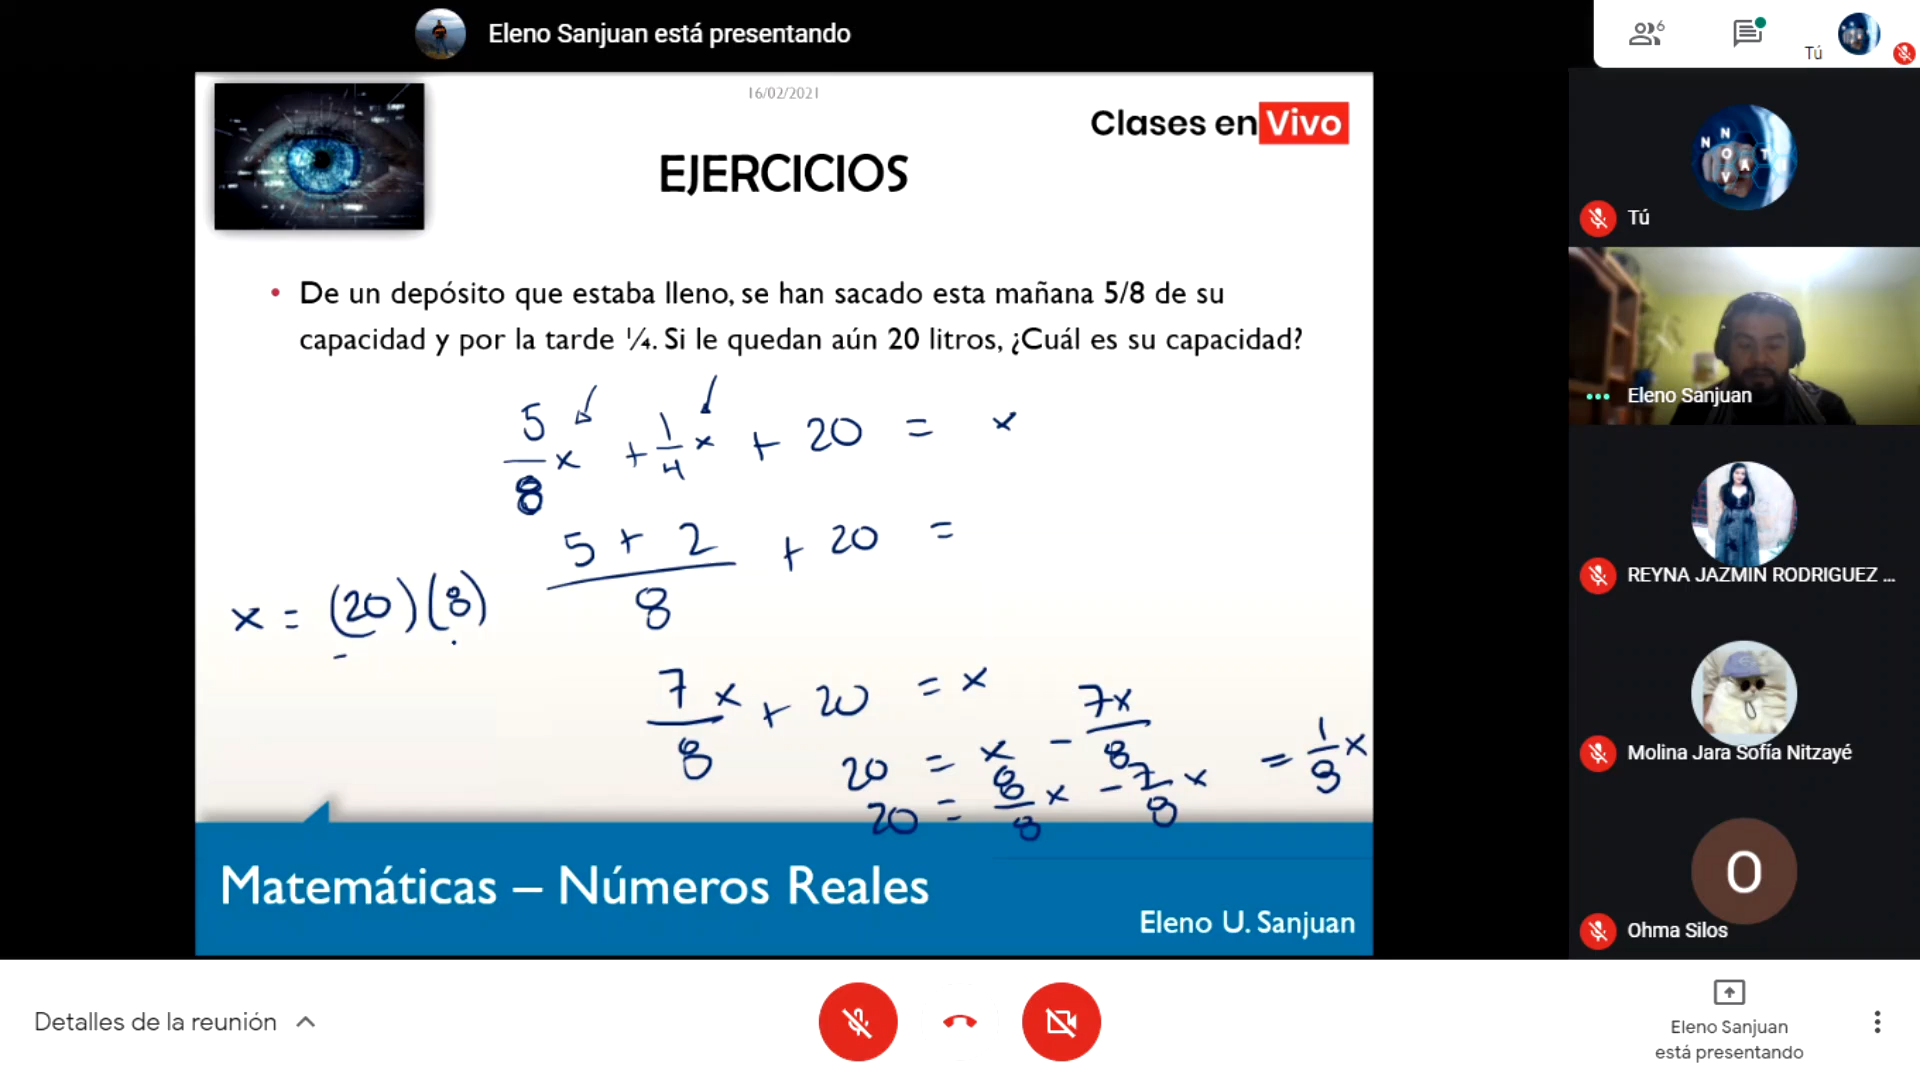 Eleno Sanjuan está presentando
6
Tú
16/02/2021
Clases en Vivo
EJERCICIOS
• De un depósito que estaba lleno, se han sacado esta mañana 5/8 de su
capacidad y por la tarde ¼. Si le quedan aún 20 litros, ¿Cuál es su capacidad?
5/8 x + 1/4 x + 20 = x
5 + 2 / 8 + 20 =
x = (20)(8)
7/8 x + 20 = x
20 = x - 7x/8
20 = 8/8 x - 7/8 x = 1/8 x
Matemáticas – Números Reales
Eleno U. Sanjuan
N N O V A T
Tú
Eleno Sanjuan
REYNA JAZMIN RODRIGUEZ ...
Molina Jara Sofía Nitzayé
O
Ohma Silos
Detalles de la reunión
Eleno Sanjuan
está presentando